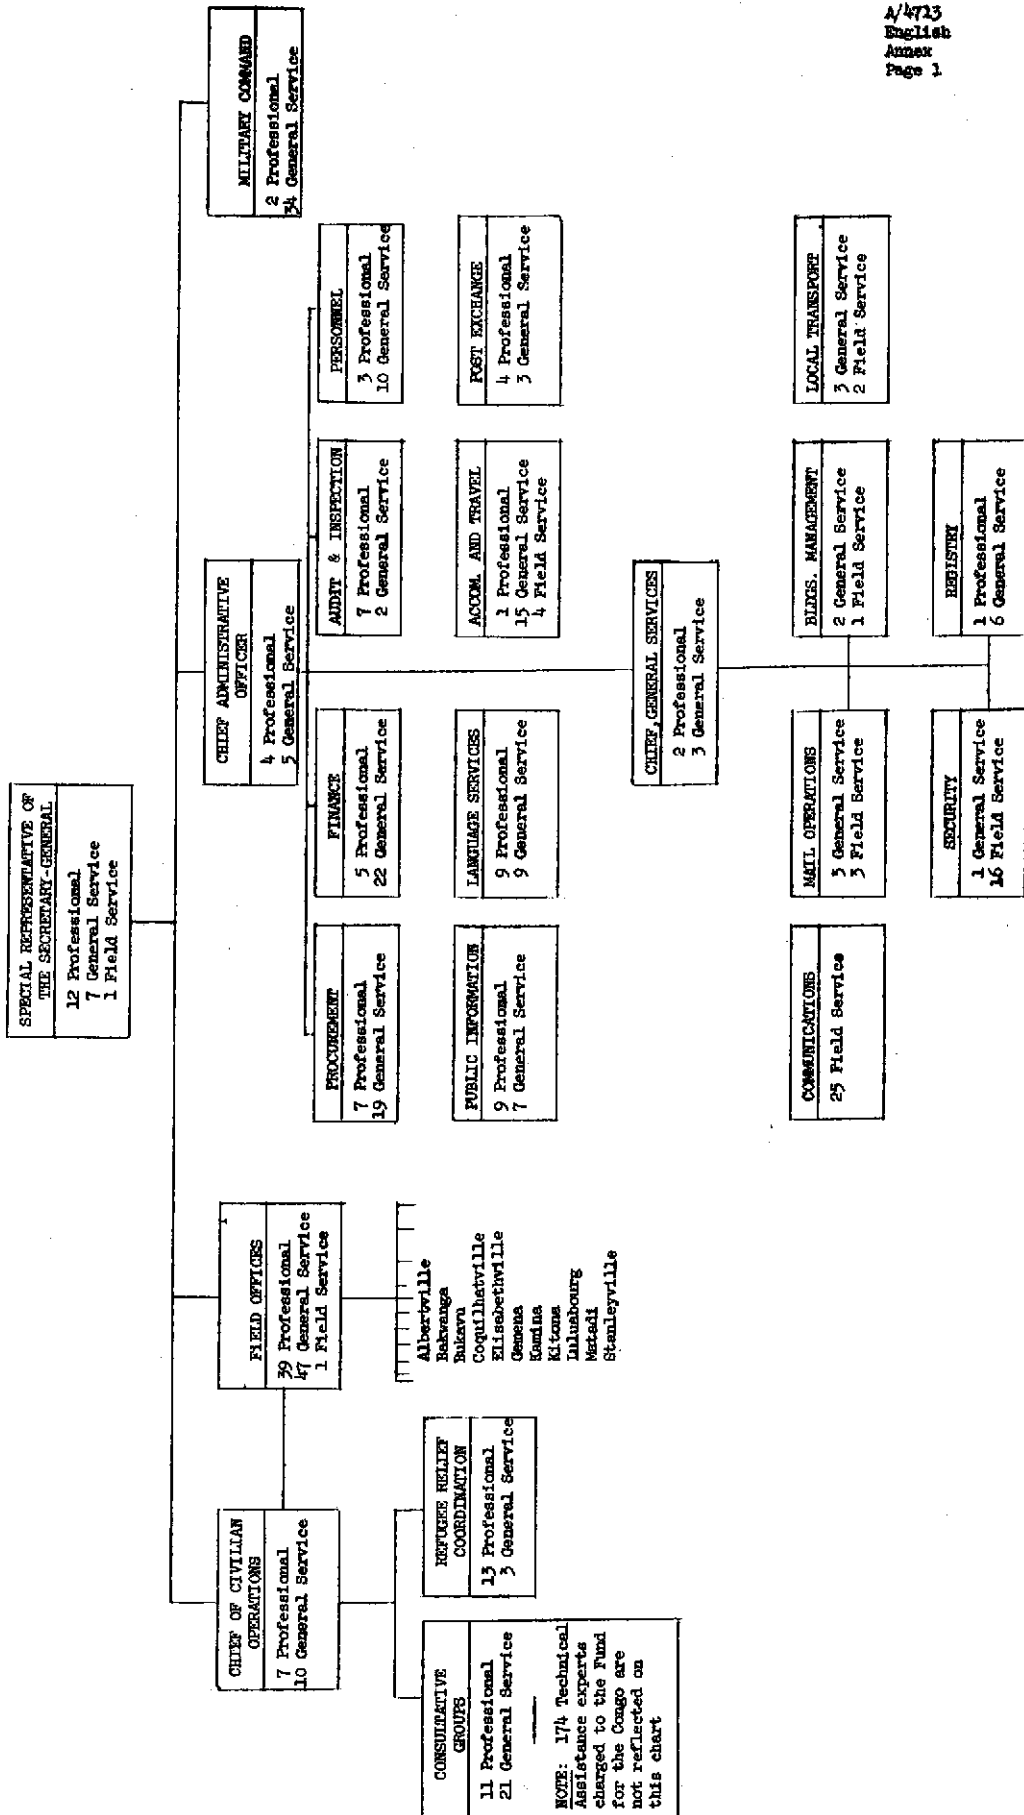 A/4713
English
Annex
Page 1
SPECIAL REPRESENTATIVE OF
THE SECRETARY-GENERAL
12 Professional
7 General Service
1 Field Service
CHIEF OF CIVILIAN
OPERATIONS
7 Professional
10 General Service
FIELD OFFICES
39 Professional
47 General Service
1 Field Service
CHIEF ADMINISTRATIVE
OFFICER
4 Professional
5 General Service
MILITARY COMMAND
2 Professional
34 General Service
CONSULTATIVE
GROUPS
11 Professional
21 General Service
NOTE: 174 Technical
Assistance experts
charged to the Fund
for the Congo are
not reflected on
this chart
REFUGEE RELIEF
COORDINATION
13 Professional
3 General Service
Albertville
Bakwanga
Bukavu
Coquilhatville
Elisabethville
Gemena
Kamina
Kitona
Luluabourg
Matadi
Stanleyville
PROCUREMENT
7 Professional
19 General Service
FINANCE
5 Professional
22 General Service
AUDIT & INSPECTION
7 Professional
2 General Service
PERSONNEL
3 Professional
10 General Service
PUBLIC INFORMATION
9 Professional
7 General Service
LANGUAGE SERVICES
9 Professional
9 General Service
ACCOM. AND TRAVEL
1 Professional
15 General Service
4 Field Service
POST EXCHANGE
4 Professional
3 General Service
CHIEF, GENERAL SERVICES
2 Professional
3 General Service
COMMUNICATIONS
25 Field Service
MAIL OPERATIONS
3 General Service
3 Field Service
BLDGS. MANAGEMENT
2 General Service
1 Field Service
LOCAL TRANSPORT
3 General Service
2 Field Service
SECURITY
1 General Service
16 Field Service
REGISTRY
1 Professional
6 General Service